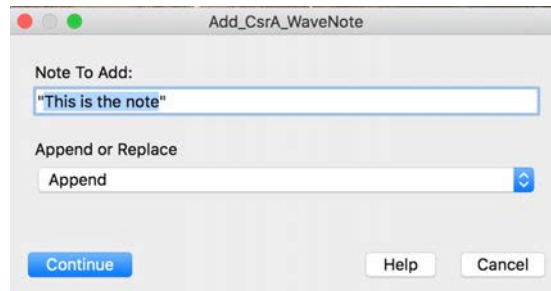 Add_CsrA_WaveNote
Note To Add:
"This is the note"
Append or Replace
Append
Continue Help Cancel